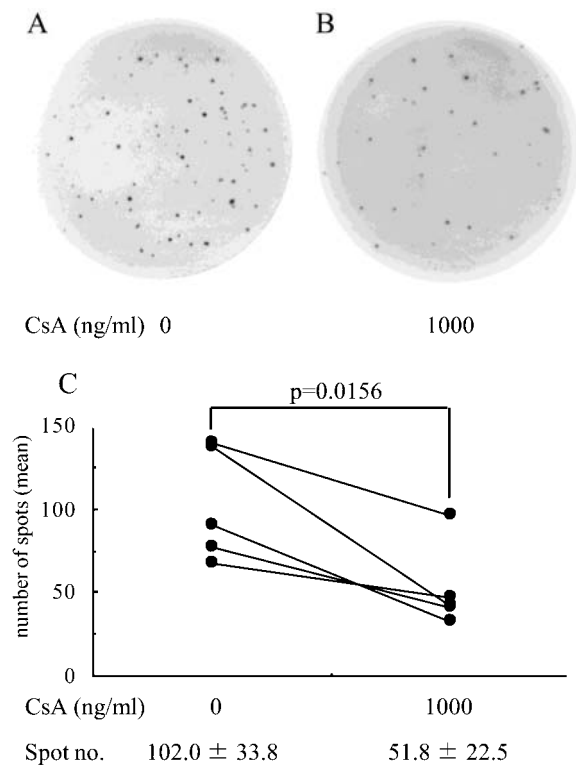 A
B
CsA (ng/ml) 0 1000
C
p=0.0156
150
100
50
0
number of spots (mean)
CsA (ng/ml) 0 1000
Spot no. 102.0 ± 33.8 51.8 ± 22.5